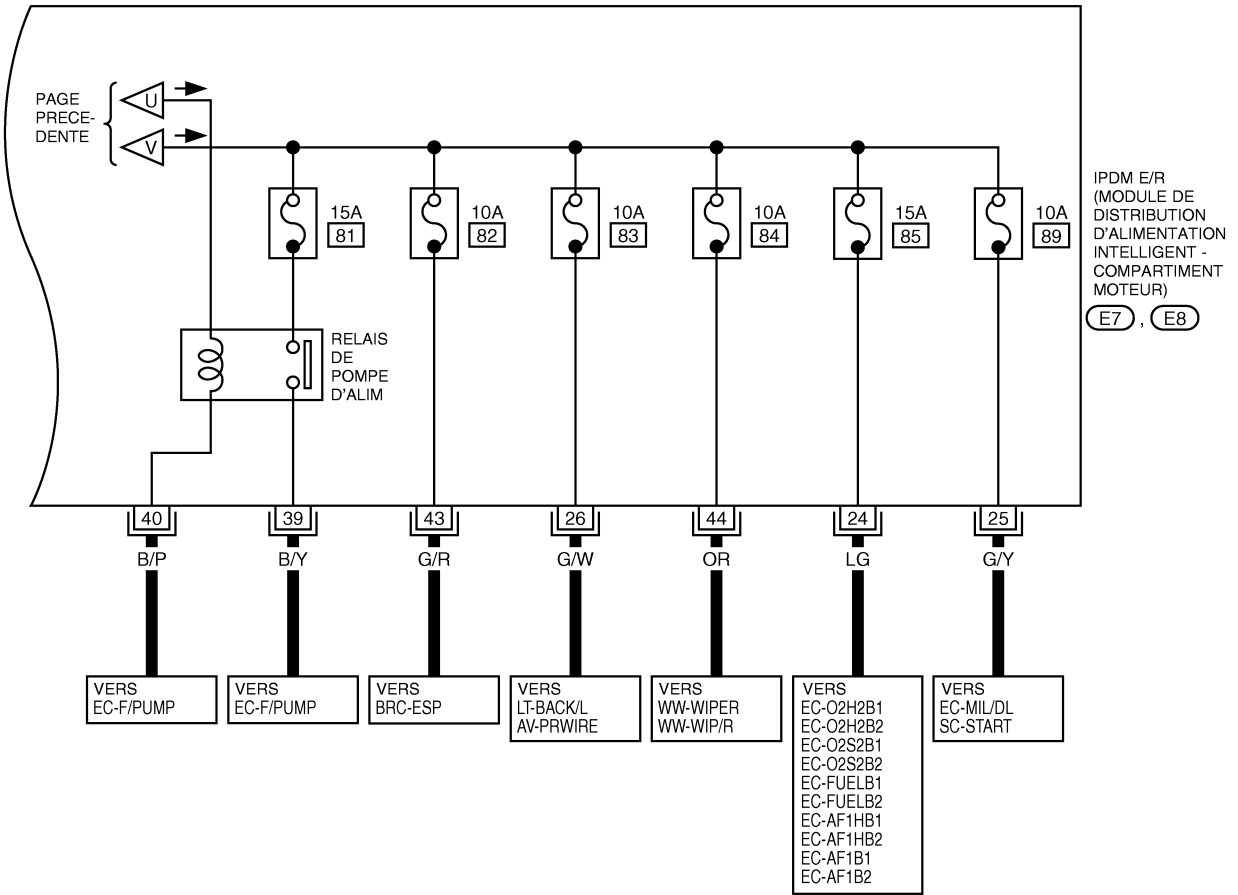 PAGE
PRECE-
DENTE
U
V
15A
81
10A
82
10A
83
10A
84
15A
85
10A
89
IPDM E/R
(MODULE DE
DISTRIBUTION
D'ALIMENTATION
INTELLIGENT -
COMPARTIMENT
MOTEUR)
E7 , E8
RELAIS
DE
POMPE
D'ALIM
40
39
43
26
44
24
25
B/P
B/Y
G/R
G/W
OR
LG
G/Y
VERS
EC-F/PUMP
VERS
EC-F/PUMP
VERS
BRC-ESP
VERS
LT-BACK/L
AV-PRWIRE
VERS
WW-WIPER
WW-WIP/R
VERS
EC-O2H2B1
EC-O2H2B2
EC-O2S2B1
EC-O2S2B2
EC-FUELB1
EC-FUELB2
EC-AF1HB1
EC-AF1HB2
EC-AF1B1
EC-AF1B2
VERS
EC-MIL/DL
SC-START